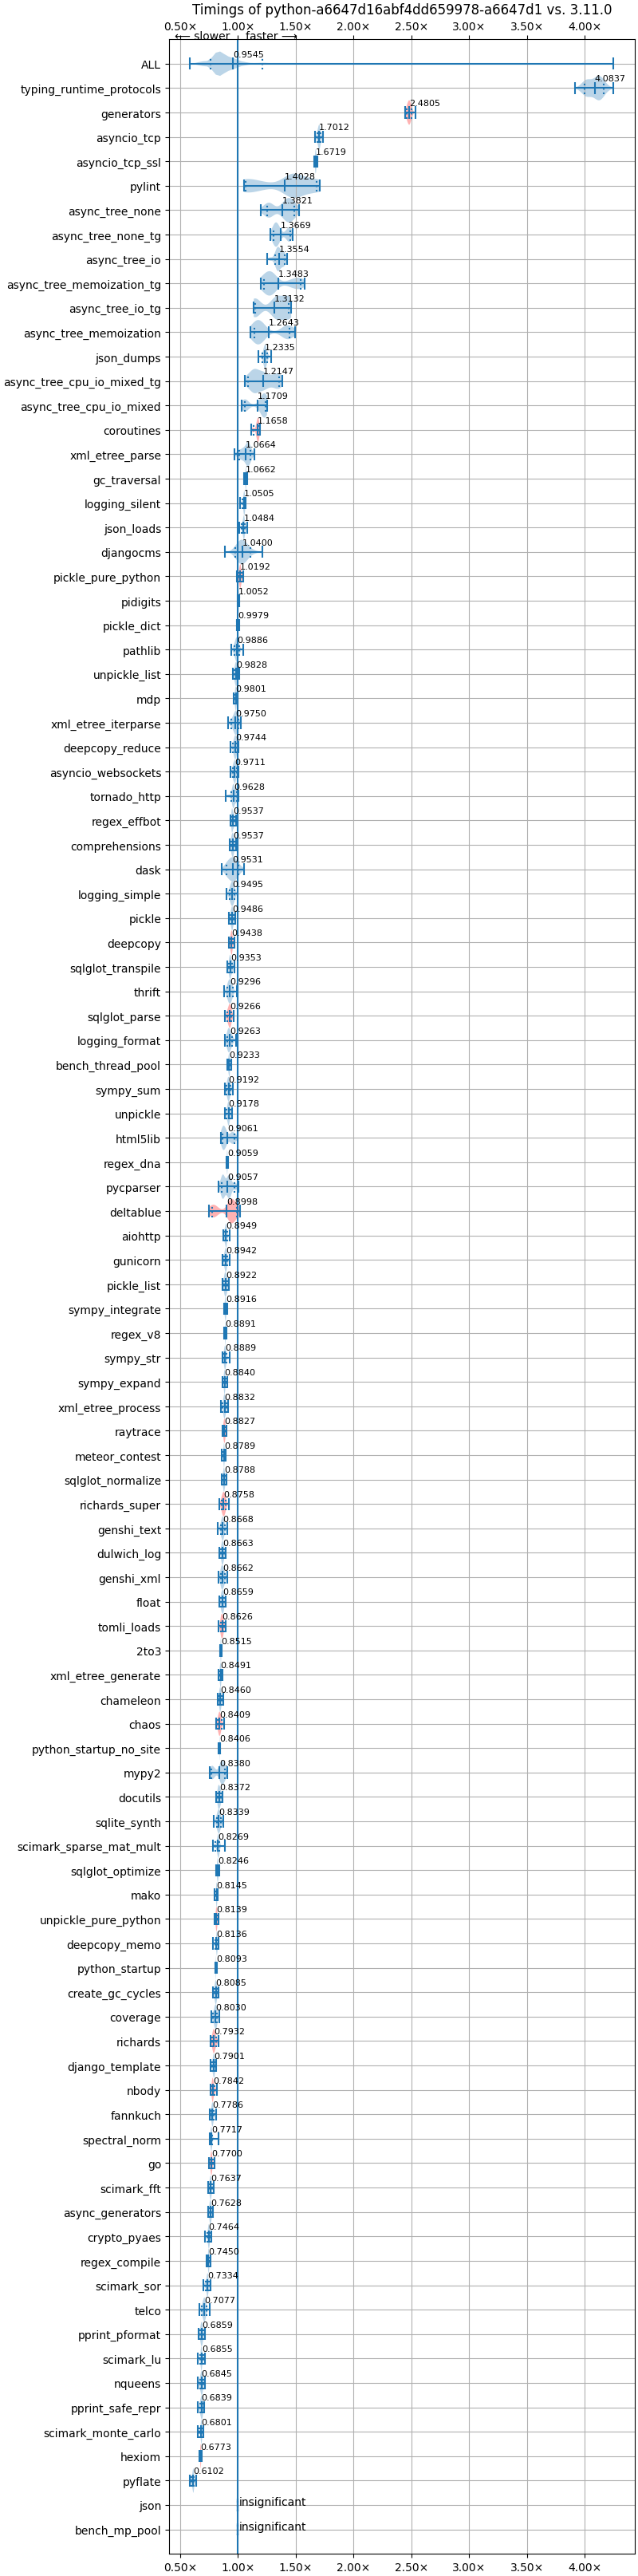 Timings of python-a6647d16abf4dd659978-a6647d1 vs. 3.11.0
0.50× 1.00× 1.50× 2.00× 2.50× 3.00× 3.50× 4.00×
⟵ slower faster ⟶
ALL 0.9545
typing_runtime_protocols 4.0837
generators 2.4805
asyncio_tcp 1.7012
asyncio_tcp_ssl 1.6719
pylint 1.4028
async_tree_none 1.3821
async_tree_none_tg 1.3669
async_tree_io 1.3554
async_tree_memoization_tg 1.3483
async_tree_io_tg 1.3132
async_tree_memoization 1.2643
json_dumps 1.2335
async_tree_cpu_io_mixed_tg 1.2147
async_tree_cpu_io_mixed 1.1709
coroutines 1.1658
xml_etree_parse 1.0664
gc_traversal 1.0662
logging_silent 1.0505
json_loads 1.0484
djangocms 1.0400
pickle_pure_python 1.0192
pidigits 1.0052
pickle_dict 0.9979
pathlib 0.9886
unpickle_list 0.9828
mdp 0.9801
xml_etree_iterparse 0.9750
deepcopy_reduce 0.9744
asyncio_websockets 0.9711
tornado_http 0.9628
regex_effbot 0.9537
comprehensions 0.9537
dask 0.9531
logging_simple 0.9495
pickle 0.9486
deepcopy 0.9438
sqlglot_transpile 0.9353
thrift 0.9296
sqlglot_parse 0.9266
logging_format 0.9263
bench_thread_pool 0.9233
sympy_sum 0.9192
unpickle 0.9178
html5lib 0.9061
regex_dna 0.9059
pycparser 0.9057
deltablue 0.8998
aiohttp 0.8949
gunicorn 0.8942
pickle_list 0.8922
sympy_integrate 0.8916
regex_v8 0.8891
sympy_str 0.8889
sympy_expand 0.8840
xml_etree_process 0.8832
raytrace 0.8827
meteor_contest 0.8789
sqlglot_normalize 0.8788
richards_super 0.8758
genshi_text 0.8668
dulwich_log 0.8663
genshi_xml 0.8662
float 0.8659
tomli_loads 0.8626
2to3 0.8515
xml_etree_generate 0.8491
chameleon 0.8460
chaos 0.8409
python_startup_no_site 0.8406
mypy2 0.8380
docutils 0.8372
sqlite_synth 0.8339
scimark_sparse_mat_mult 0.8269
sqlglot_optimize 0.8246
mako 0.8145
unpickle_pure_python 0.8139
deepcopy_memo 0.8136
python_startup 0.8093
create_gc_cycles 0.8085
coverage 0.8030
richards 0.7932
django_template 0.7901
nbody 0.7842
fannkuch 0.7786
spectral_norm 0.7717
go 0.7700
scimark_fft 0.7637
async_generators 0.7628
crypto_pyaes 0.7464
regex_compile 0.7450
scimark_sor 0.7334
telco 0.7077
pprint_pformat 0.6859
scimark_lu 0.6855
nqueens 0.6845
pprint_safe_repr 0.6839
scimark_monte_carlo 0.6801
hexiom 0.6773
pyflate 0.6102
json insignificant
bench_mp_pool insignificant
0.50× 1.00× 1.50× 2.00× 2.50× 3.00× 3.50× 4.00×